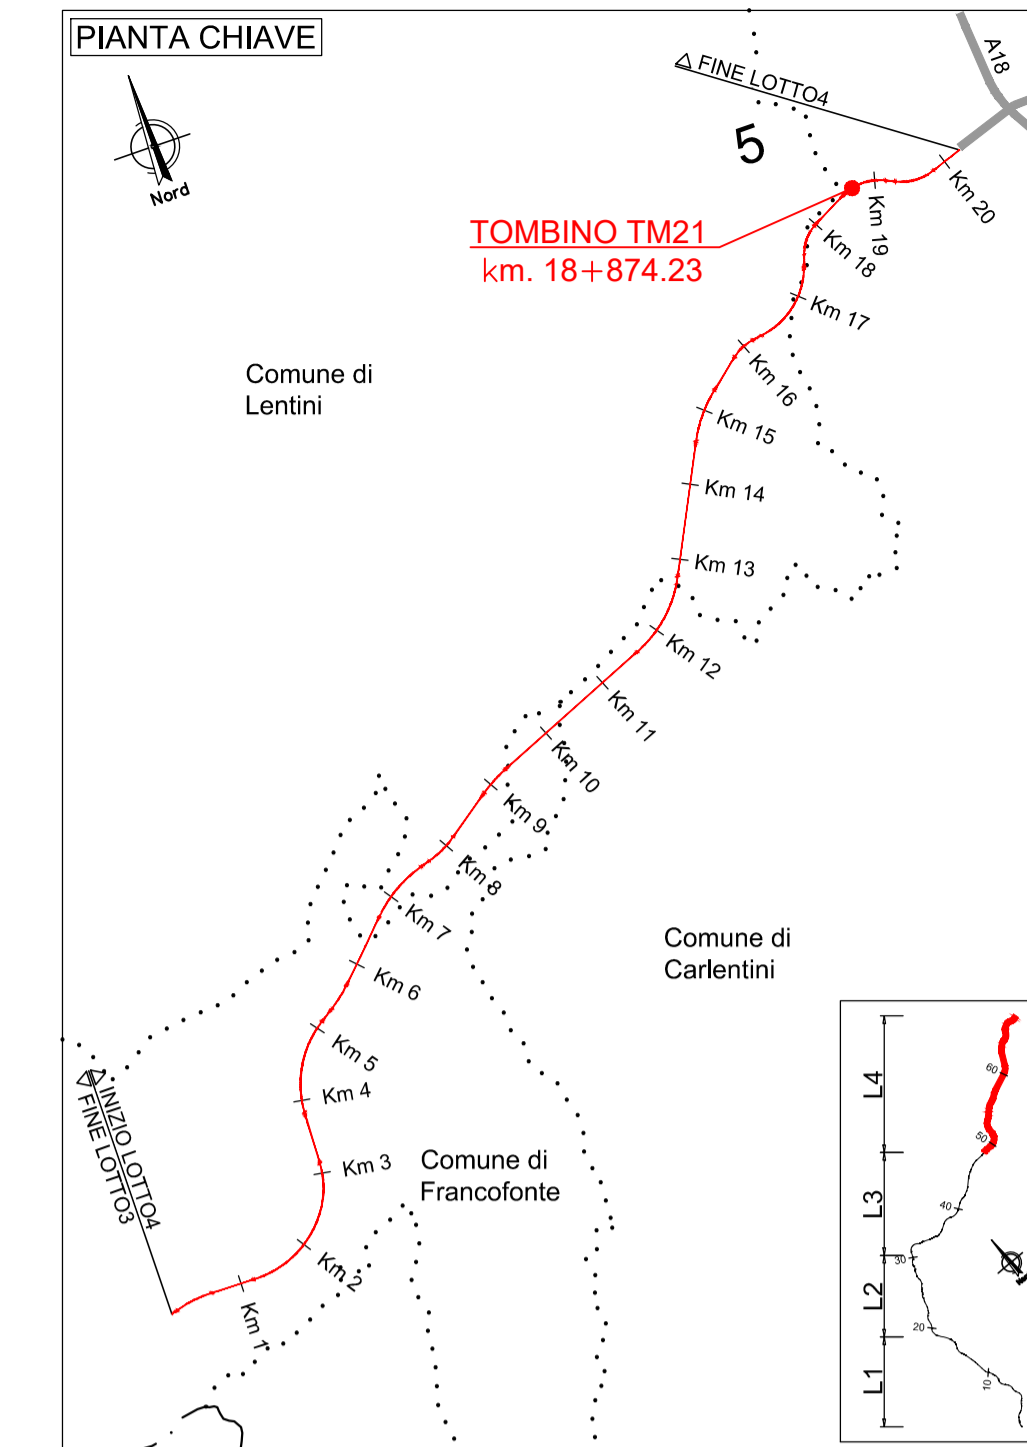 PIANTA CHIAVE
Nord
FINE LOTTO4
A18
5
TOMBINO TM21
km. 18+874.23
Km 20
Km 19
Km 18
Km 17
Km 16
Km 15
Km 14
Km 13
Km 12
Km 11
Km 10
Km 9
Km 8
Km 7
Km 6
Km 5
Km 4
Km 3
Km 2
Km 1
Comune di
Lentini
Comune di
Carlentini
Comune di
Francofonte
INIZIO LOTTO4
FINE LOTTO3
L4
L3
L2
L1
60
50
40
30
20
10